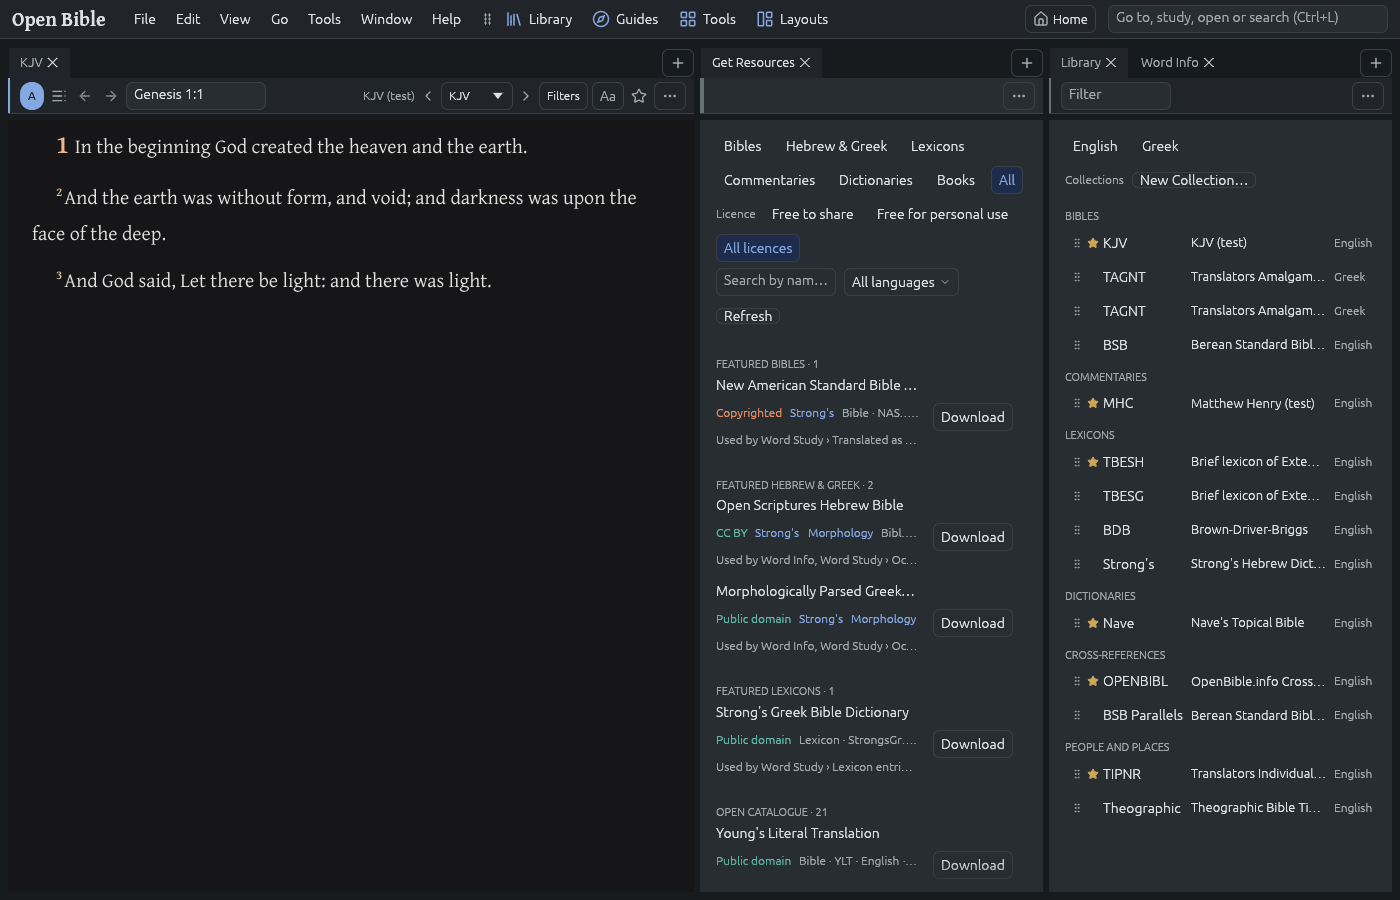 Open Bible File Edit View Go Tools Window Help Library Guides Tools Layouts Home Go to, study, open or search (Ctrl+L)
KJV
A Genesis 1:1 KJV (test) KJV Filters Aa
1 In the beginning God created the heaven and the earth.
2 And the earth was without form, and void; and darkness was upon the
face of the deep.
3 And God said, Let there be light: and there was light.
Get Resources
Bibles Hebrew & Greek Lexicons
Commentaries Dictionaries Books All
Licence Free to share Free for personal use
All licences
Search by nam… All languages
Refresh
FEATURED BIBLES · 1
New American Standard Bible …
Copyrighted Strong's Bible · NAS.… Download
Used by Word Study › Translated as …
FEATURED HEBREW & GREEK · 2
Open Scriptures Hebrew Bible
CC BY Strong's Morphology Bibl.… Download
Used by Word Info, Word Study › Oc…
Morphologically Parsed Greek…
Public domain Strong's Morphology Download
Used by Word Info, Word Study › Oc…
FEATURED LEXICONS · 1
Strong's Greek Bible Dictionary
Public domain Lexicon · StrongsGr.… Download
Used by Word Study › Lexicon entri…
OPEN CATALOGUE · 21
Young's Literal Translation
Public domain Bible · YLT · English ·… Download
Library Word Info
Filter
English Greek
Collections New Collection…
BIBLES
KJV KJV (test) English
TAGNT Translators Amalgam… Greek
TAGNT Translators Amalgam… Greek
BSB Berean Standard Bibl… English
COMMENTARIES
MHC Matthew Henry (test) English
LEXICONS
TBESH Brief lexicon of Exte… English
TBESG Brief lexicon of Exte… English
BDB Brown-Driver-Briggs English
Strong's Strong's Hebrew Dict… English
DICTIONARIES
Nave Nave's Topical Bible English
CROSS-REFERENCES
OPENBIBL OpenBible.info Cross… English
BSB Parallels Berean Standard Bibl… English
PEOPLE AND PLACES
TIPNR Translators Individual… English
Theographic Theographic Bible Ti… English